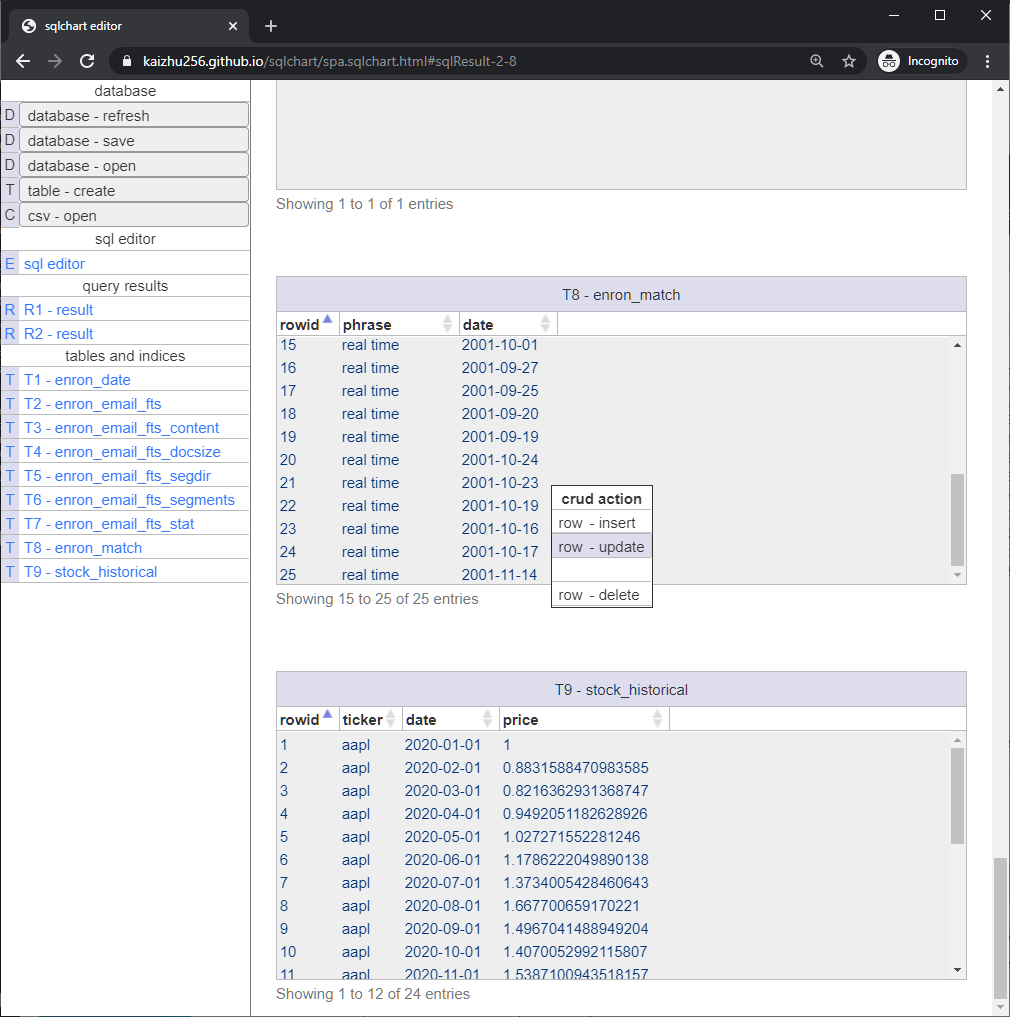 sqlchart editor
kaizhu256.github.io/sqlchart/spa.sqlchart.html#sqlResult-2-8
Incognito
database
D database - refresh
D database - save
D database - open
T table - create
C csv - open
sql editor
E sql editor
query results
R R1 - result
R R2 - result
tables and indices
T T1 - enron_date
T T2 - enron_email_fts
T T3 - enron_email_fts_content
T T4 - enron_email_fts_docsize
T T5 - enron_email_fts_segdir
T T6 - enron_email_fts_segments
T T7 - enron_email_fts_stat
T T8 - enron_match
T T9 - stock_historical
Showing 1 to 1 of 1 entries
T8 - enron_match
rowid phrase date
15 real time 2001-10-01
16 real time 2001-09-27
17 real time 2001-09-25
18 real time 2001-09-20
19 real time 2001-09-19
20 real time 2001-10-24
21 real time 2001-10-23
22 real time 2001-10-19
23 real time 2001-10-16
24 real time 2001-10-17
25 real time 2001-11-14
crud action
row - insert
row - update
row - delete
Showing 15 to 25 of 25 entries
T9 - stock_historical
rowid ticker date price
1 aapl 2020-01-01 1
2 aapl 2020-02-01 0.8831588470983585
3 aapl 2020-03-01 0.8216362931368747
4 aapl 2020-04-01 0.9492051182628926
5 aapl 2020-05-01 1.027271552281246
6 aapl 2020-06-01 1.1786222049890138
7 aapl 2020-07-01 1.3734005428460643
8 aapl 2020-08-01 1.667700659170221
9 aapl 2020-09-01 1.4967041488949204
10 aapl 2020-10-01 1.4070052992115807
11 aapl 2020-11-01 1.5387100943518157
Showing 1 to 12 of 24 entries